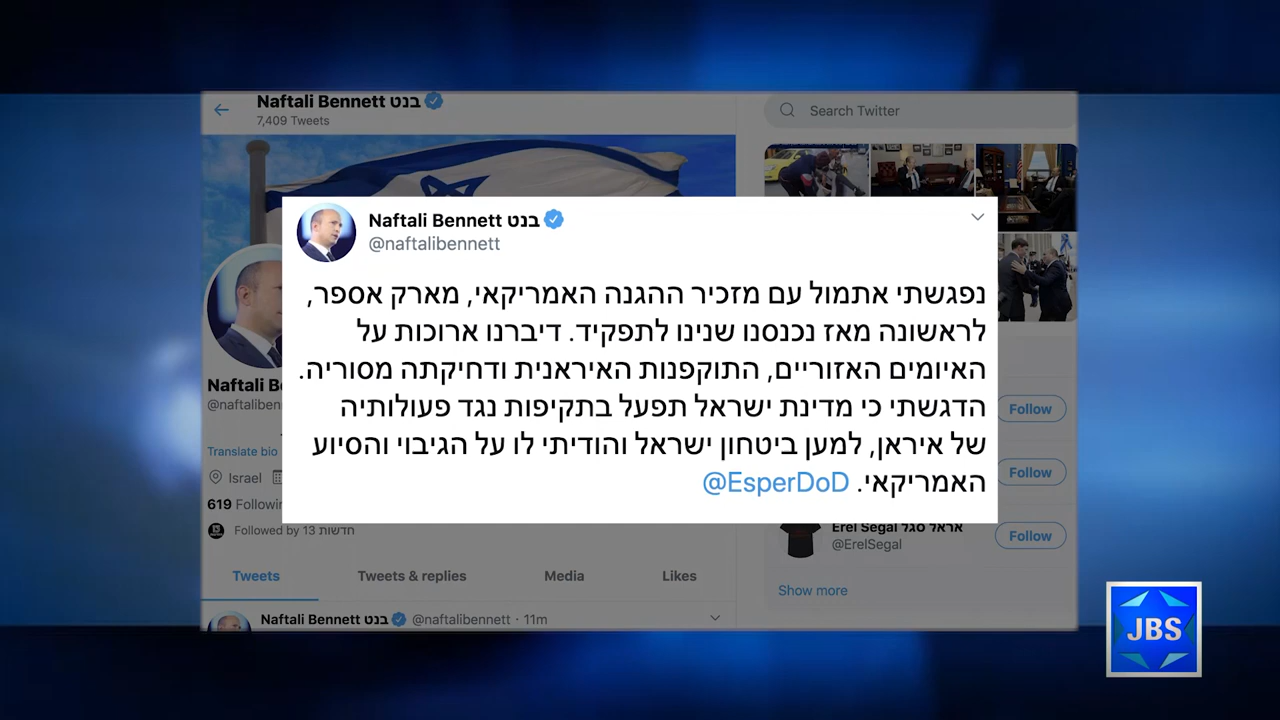 Naftali Bennett בנט
7,409 Tweets
Search Twitter
Naftali Bennett בנט
@naftalibennett
נפגשתי אתמול עם מזכיר ההגנה האמריקאי, מארק אספר,
לראשונה מאז נכנסנו שנינו לתפקיד. דיברנו ארוכות על
האיומים האזוריים, התוקפנות האיראנית ודחיקתה מסוריה.
הדגשתי כי מדינת ישראל תפעל בתקיפות נגד פעולותיה
של איראן, למען ביטחון ישראל והודיתי לו על הגיבוי והסיוע
האמריקאי. @EsperDoD
Naftali B
@naftaliben
Translate bio
Israel
619 Followin
Followed by 13 חדשות
Tweets
Tweets & replies
Media
Likes
Naftali Bennett בנט @naftalibennett · 11m
Follow
Follow
Erel Segal אראל סגל
@ErelSegal
Follow
Show more
JBS